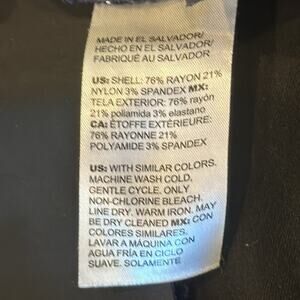 MADE IN EL SALVADOR/
HECHO EN EL SALVADOR/
FABRIQUÉ AU SALVADOR
US: SHELL: 76% RAYON 21%
NYLON 3% SPANDEX MX:
TELA EXTERIOR: 76% rayón
21% poliamida 3% elastano
CA: ÉTOFFE EXTÉRIEURE:
76% RAYONNE 21%
POLYAMIDE 3% SPANDEX
US: WITH SIMILAR COLORS.
MACHINE WASH COLD,
GENTLE CYCLE. ONLY
NON-CHLORINE BLEACH.
LINE DRY. WARM IRON. MAY
BE DRY CLEANED MX: CON
COLORES SIMILARES.
LAVAR A MÁQUINA CON
AGUA FRÍA EN CICLO
SUAVE. SOLAMENTE